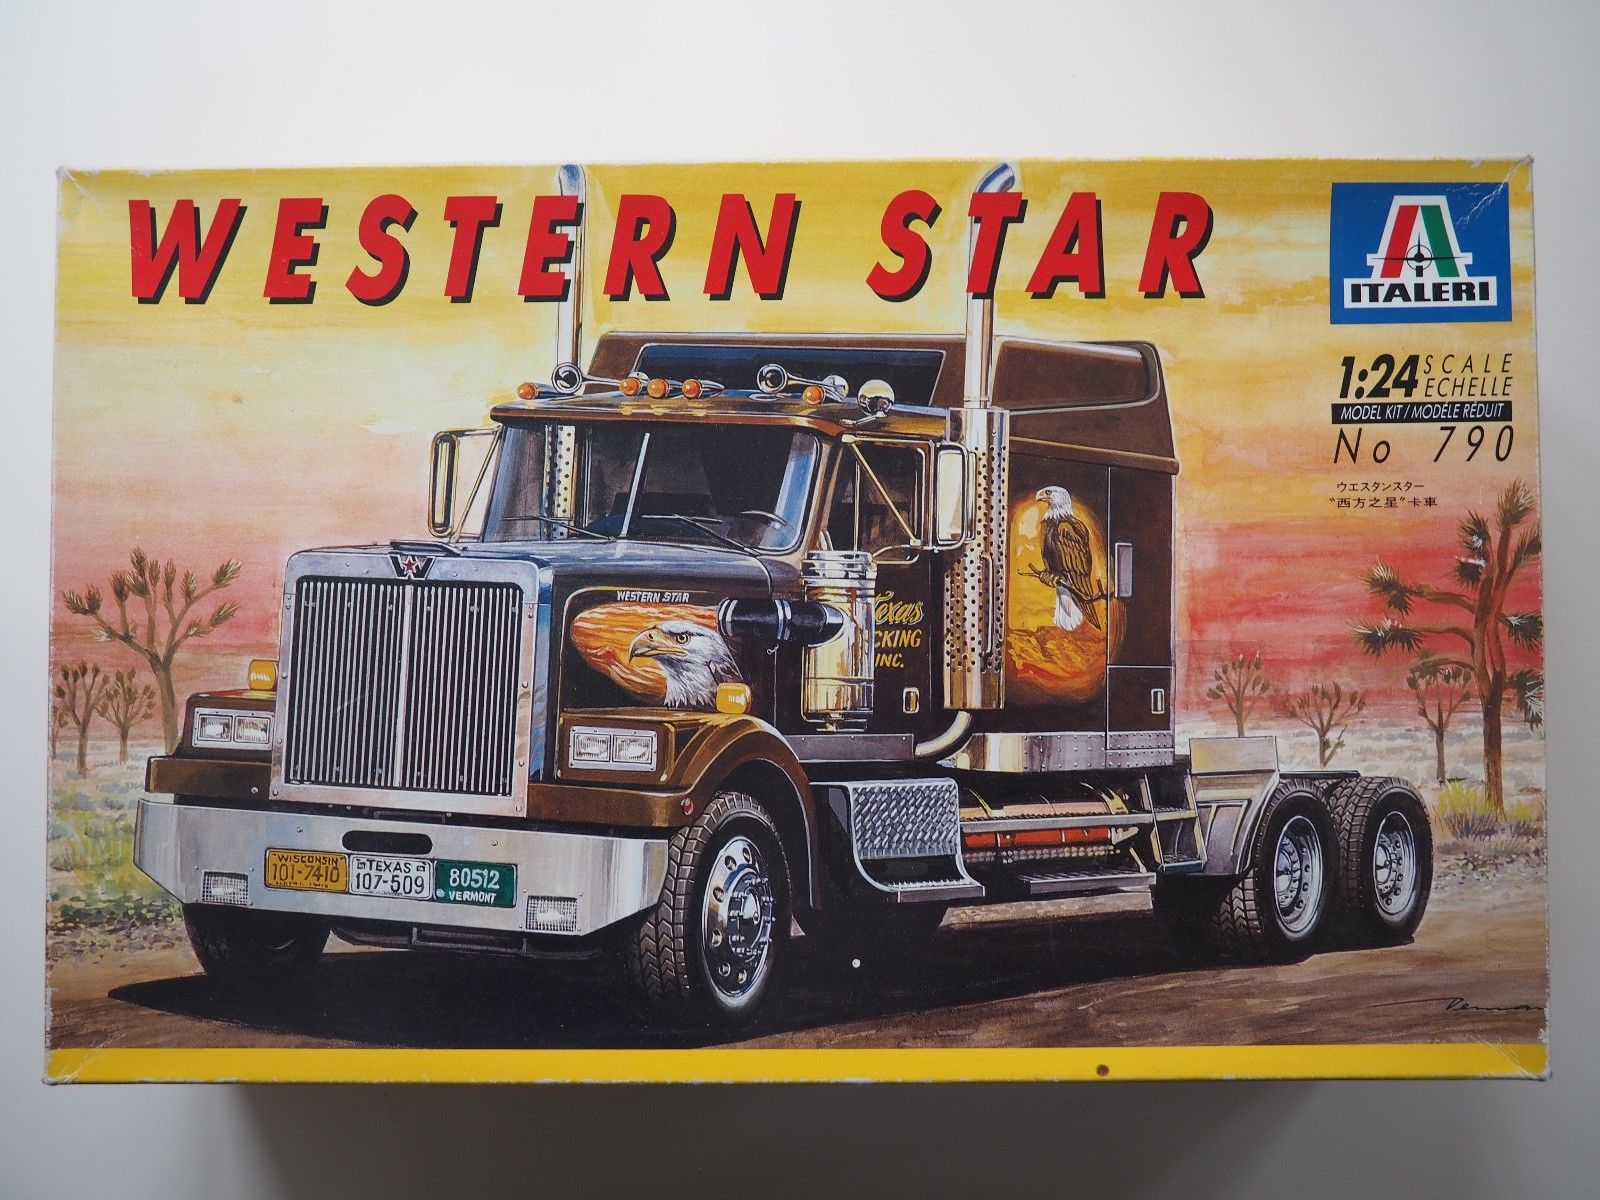 WESTERN STAR
ITALERI
1:24 SCALE ECHELLE
MODEL KIT/MODÉLE RÉDUIT
No 790
ウエスタンスター
"西方之星"卡車
WESTERN STAR
Texas
CKING
INC.
WISCONSIN
101-7410
TEXAS
107-509
80512
VERMONT